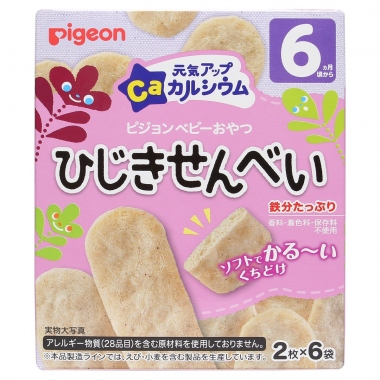 Pigeon
元気アップ
Ca カルシウム
6 ヵ月頃から
ピジョン ベビーおやつ
ひじきせんべい
鉄分たっぷり
香料・着色料・保存料
不使用
ソフトでかる〜い
くちどけ
実物大写真
2枚×6袋
アレルギー物質(28品目)を含む原材料を使用しておりません。
※本品製造ラインでは、えび・小麦を含む製品を生産しています。